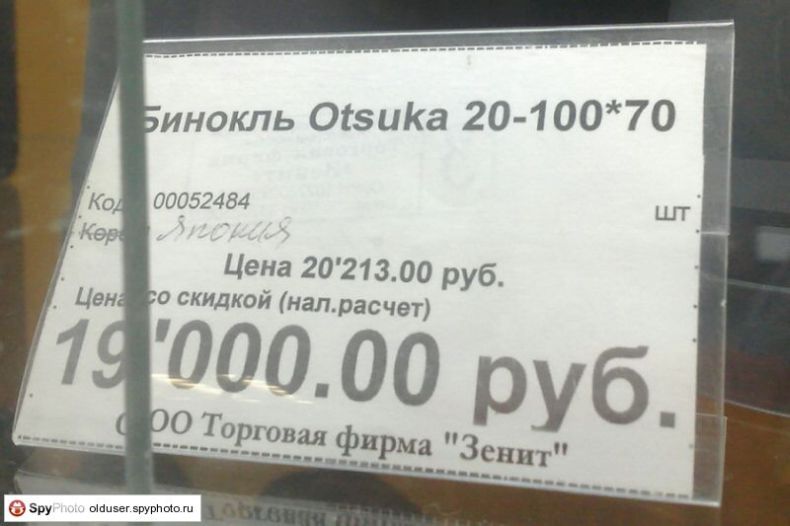 Бинокль Otsuka 20-100*70
Код 00052484
шт
Япония
Цена 20'213.00 руб.
Цена со скидкой (нал.расчет)
19'000.00 руб.
ООО Торговая фирма "Зенит"
SpyPhoto olduser.spyphoto.ru